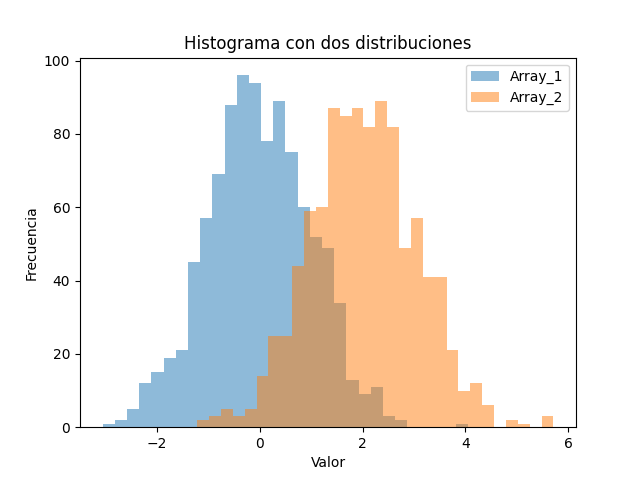 Histograma con dos distribuciones
Array_1
Array_2
Frecuencia
100
80
60
40
20
0
−2
0
2
4
6
Valor